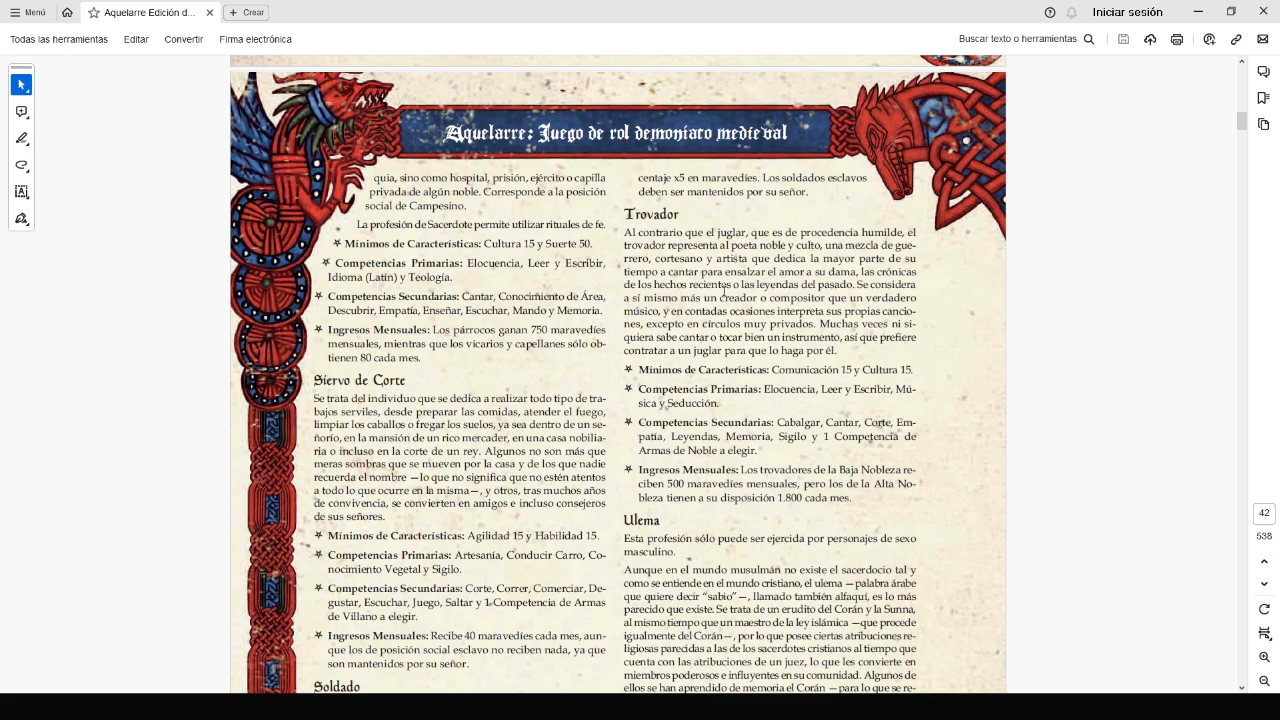 Menú
Aquelarre Edición d...
Crear
Iniciar sesión
Todas las herramientas
Editar
Convertir
Firma electrónica
Buscar texto o herramientas
Aquelarre: Juego de rol demoníaco medieval
quia, sino como hospital, prisión, ejército o capilla
privada de algún noble. Corresponde a la posición
social de Campesino.
La profesión de Sacerdote permite utilizar rituales de fe.
Mínimos de Características: Cultura 15 y Suerte 50.
Competencias Primarias: Elocuencia, Leer y Escribir,
Idioma (Latín) y Teología.
Competencias Secundarias: Cantar, Conocimiento de Área,
Descubrir, Empatía, Enseñar, Escuchar, Mando y Memoria.
Ingresos Mensuales: Los párrocos ganan 750 maravedíes
mensuales, mientras que los vicarios y capellanes sólo ob-
tienen 80 cada mes.
Siervo de Corte
Se trata del individuo que se dedica a realizar todo tipo de tra-
bajos serviles, desde preparar las comidas, atender el fuego,
limpiar los caballos o fregar los suelos, ya sea dentro de un se-
ñorío, en la mansión de un rico mercader, en una casa nobilia-
ria o incluso en la corte de un rey. Algunos no son más que
meras sombras que se mueven por la casa y de los que nadie
recuerda el nombre —lo que no significa que no estén atentos
a todo lo que ocurre en la misma—, y otros, tras muchos años
de convivencia, se convierten en amigos e incluso consejeros
de sus señores.
Mínimos de Características: Agilidad 15 y Habilidad 15.
Competencias Primarias: Artesanía, Conducir Carro, Co-
nocimiento Vegetal y Sigilo.
Competencias Secundarias: Corte, Correr, Comerciar, De-
gustar, Escuchar, Juego, Saltar y 1 Competencia de Armas
de Villano a elegir.
Ingresos Mensuales: Recibe 40 maravedíes cada mes, aun-
que los de posición social esclavo no reciben nada, ya que
son mantenidos por su señor.
Soldado
centaje x5 en maravedíes. Los soldados esclavos
deben ser mantenidos por su señor.
Trovador
Al contrario que el juglar, que es de procedencia humilde, el
trovador representa al poeta noble y culto, una mezcla de gue-
rrero, cortesano y artista que dedica la mayor parte de su
tiempo a cantar para ensalzar el amor a su dama, las crónicas
de los hechos recientes o las leyendas del pasado. Se considera
a sí mismo más un creador o compositor que un verdadero
músico, y en contadas ocasiones interpreta sus propias cancio-
nes, excepto en círculos muy privados. Muchas veces ni si-
quiera sabe cantar o tocar bien un instrumento, así que prefiere
contratar a un juglar para que lo haga por él.
Mínimos de Características: Comunicación 15 y Cultura 15.
Competencias Primarias: Elocuencia, Leer y Escribir, Mú-
sica y Seducción.
Competencias Secundarias: Cabalgar, Cantar, Corte, Em-
patía, Leyendas, Memoria, Sigilo y 1 Competencia de
Armas de Noble a elegir.
Ingresos Mensuales: Los trovadores de la Baja Nobleza re-
ciben 500 maravedíes mensuales, pero los de la Alta No-
bleza tienen a su disposición 1.800 cada mes.
Ulema
Esta profesión sólo puede ser ejercida por personajes de sexo
masculino.
Aunque en el mundo musulmán no existe el sacerdocio tal y
como se entiende en el mundo cristiano, el ulema —palabra árabe
que quiere decir “sabio”—, llamado también alfaquí, es lo más
parecido que existe. Se trata de un erudito del Corán y la Sunna,
al mismo tiempo que un maestro de la ley islámica —que procede
igualmente del Corán—, por lo que posee ciertas atribuciones re-
ligiosas parecidas a las de los sacerdotes cristianos al tiempo que
cuenta con las atribuciones de un juez, lo que les convierte en
miembros poderosos e influyentes en su comunidad. Algunos de
ellos se han aprendido de memoria el Corán —para lo que se re-
42
538